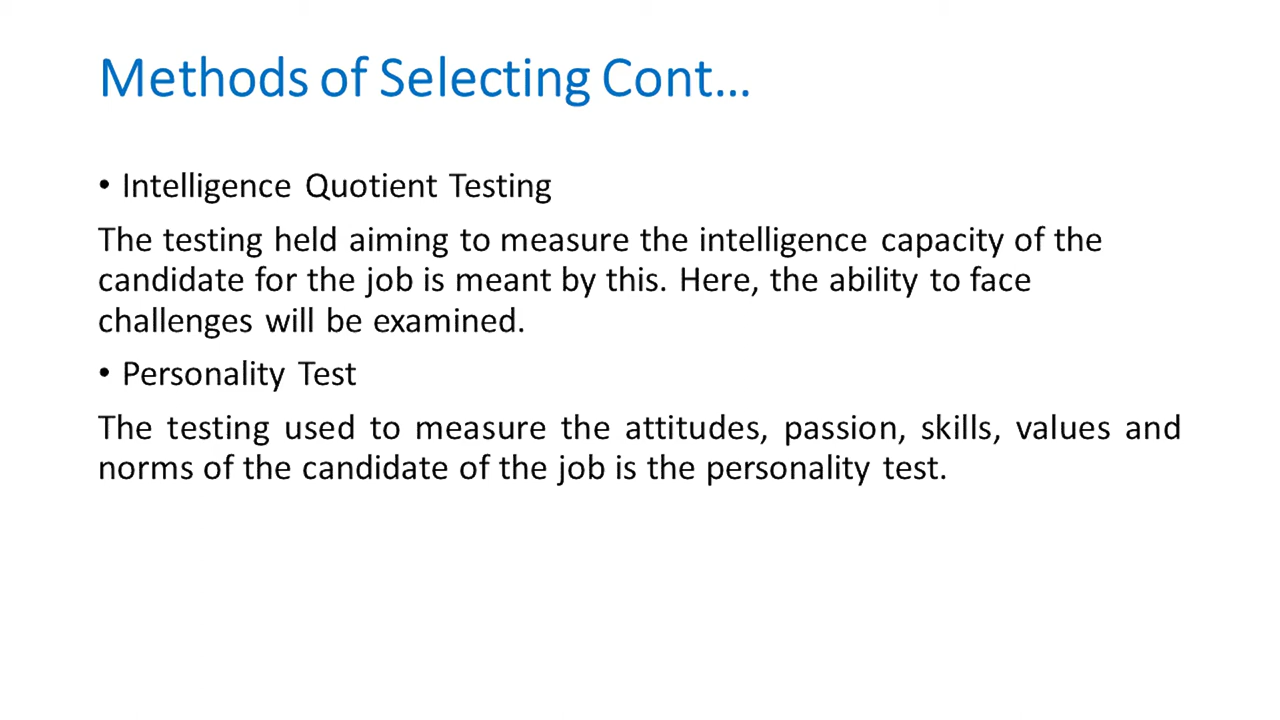 Methods of Selecting Cont...
• Intelligence Quotient Testing
The testing held aiming to measure the intelligence capacity of the
candidate for the job is meant by this. Here, the ability to face
challenges will be examined.
• Personality Test
The testing used to measure the attitudes, passion, skills, values and
norms of the candidate of the job is the personality test.